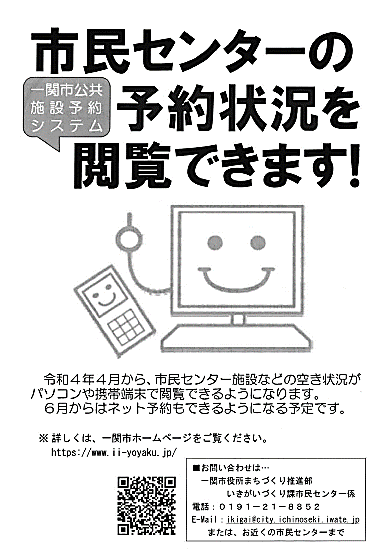 市民センターの
一関市公共
施設予約
システム
予約状況を
閲覧できます!
令和4年4月から、市民センター施設などの空き状況が
パソコンや携帯端末で閲覧できるようになります。
6月からはネット予約もできるようになる予定です。
※ 詳しくは、一関市ホームページをご覧ください。
https://www.ii-yoyaku.jp/
■お問い合わせは…
一関市役所まちづくり推進部
いきがいづくり課市民センター係
電話：0191-21-8852
E-Mail：ikigai@city.ichinoseki.iwate.jp
または、お近くの市民センターまで